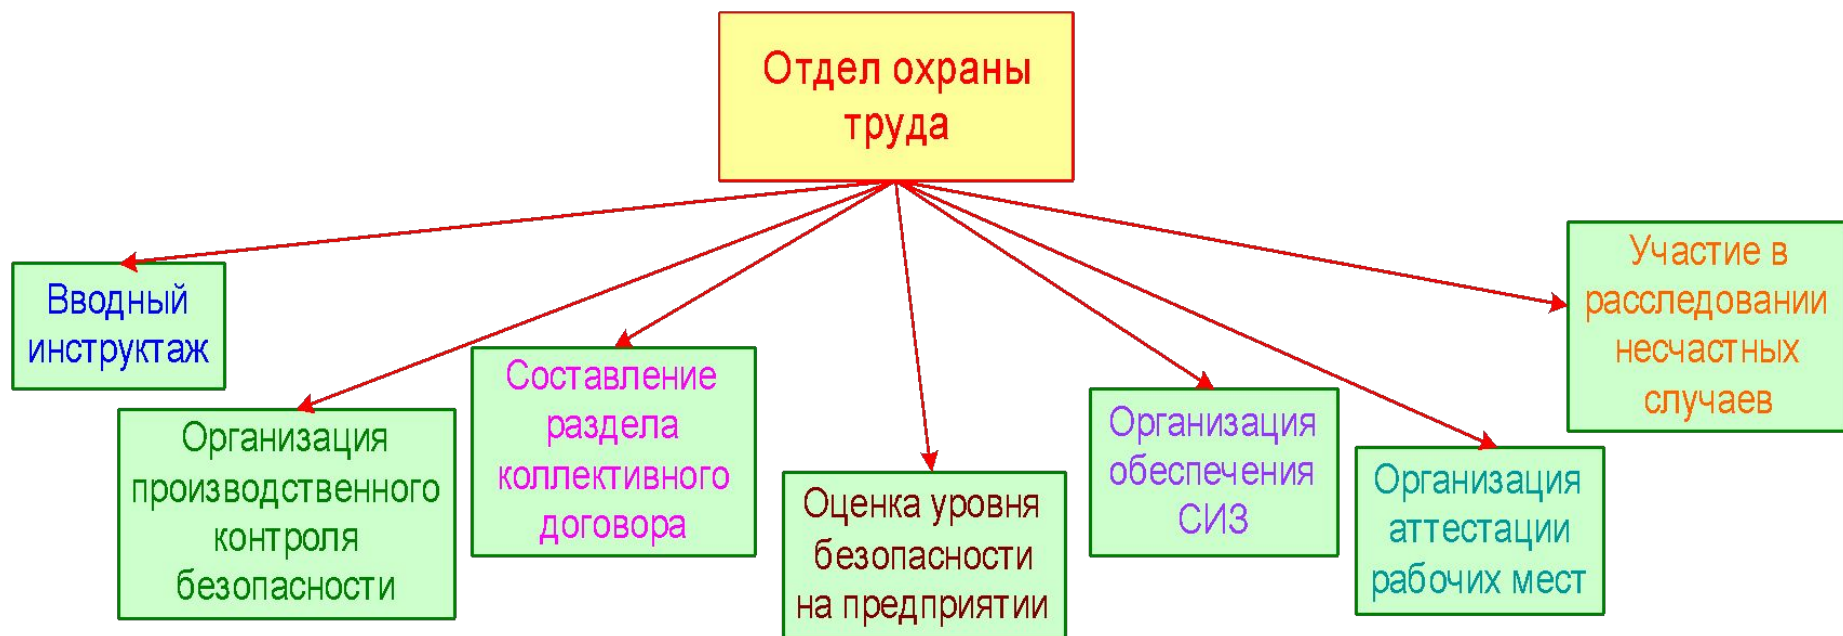 Отдел охраны
труда
Вводный
инструктаж
Организация
производственного
контроля
безопасности
Составление
раздела
коллективного
договора
Оценка уровня
безопасности
на предприятии
Организация
обеспечения
СИЗ
Организация
аттестации
рабочих мест
Участие в
расследовании
несчастных
случаев